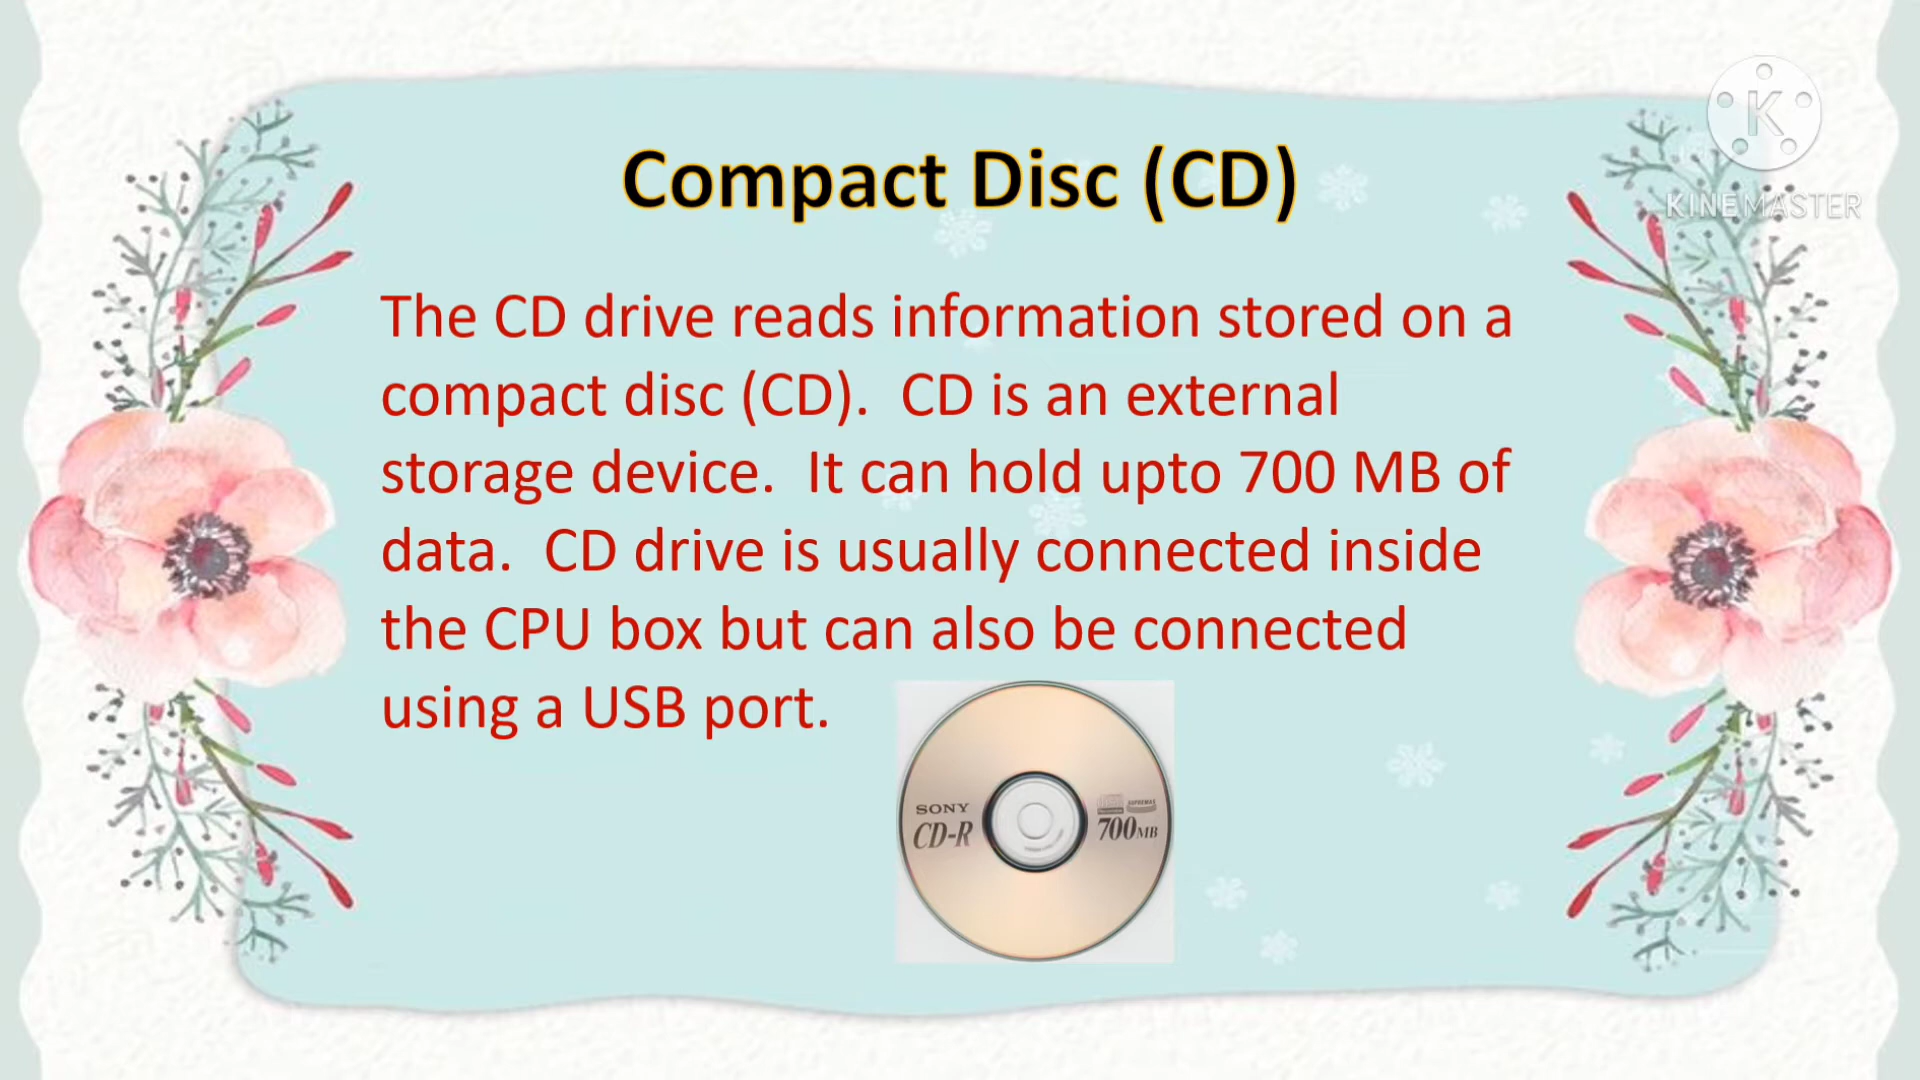 Compact Disc (CD)
KINEMASTER
The CD drive reads information stored on a
compact disc (CD). CD is an external
storage device. It can hold upto 700 MB of
data. CD drive is usually connected inside
the CPU box but can also be connected
using a USB port.
SONY
CD-R
700MB